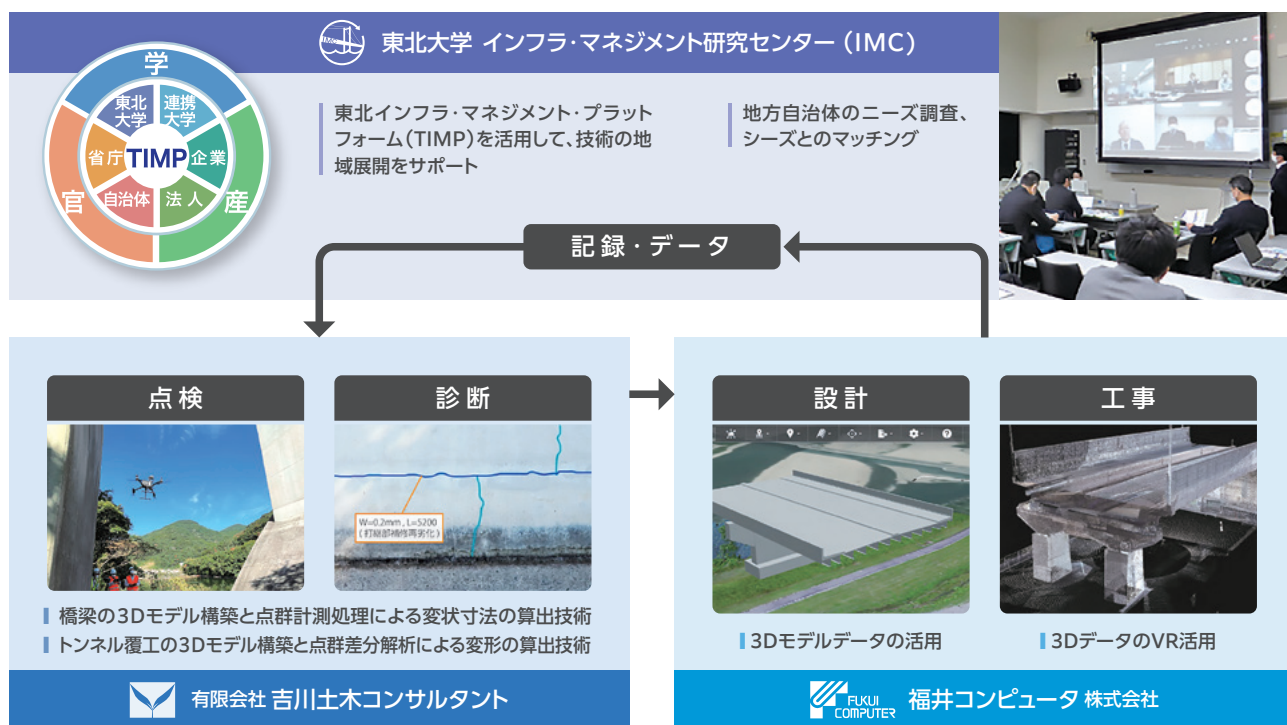 IMC
東北大学 インフラ・マネジメント研究センター（IMC）
学
東北
大学
連携
大学
省庁
TIMP
企業
自治体
法人
官
産
東北インフラ・マネジメント・プラット
フォーム（TIMP）を活用して、技術の地
域展開をサポート
地方自治体のニーズ調査、
シーズとのマッチング
記録・データ
点検
診断
W=0.2mm , L=5200
(打継部補修再劣化)
橋梁の3Dモデル構築と点群計測処理による変状寸法の算出技術
トンネル覆工の3Dモデル構築と点群差分解析による変形の算出技術
有限会社 吉川土木コンサルタント
設計
工事
3Dモデルデータの活用
3DデータのVR活用
FUKUI
COMPUTER
福井コンピュータ 株式会社